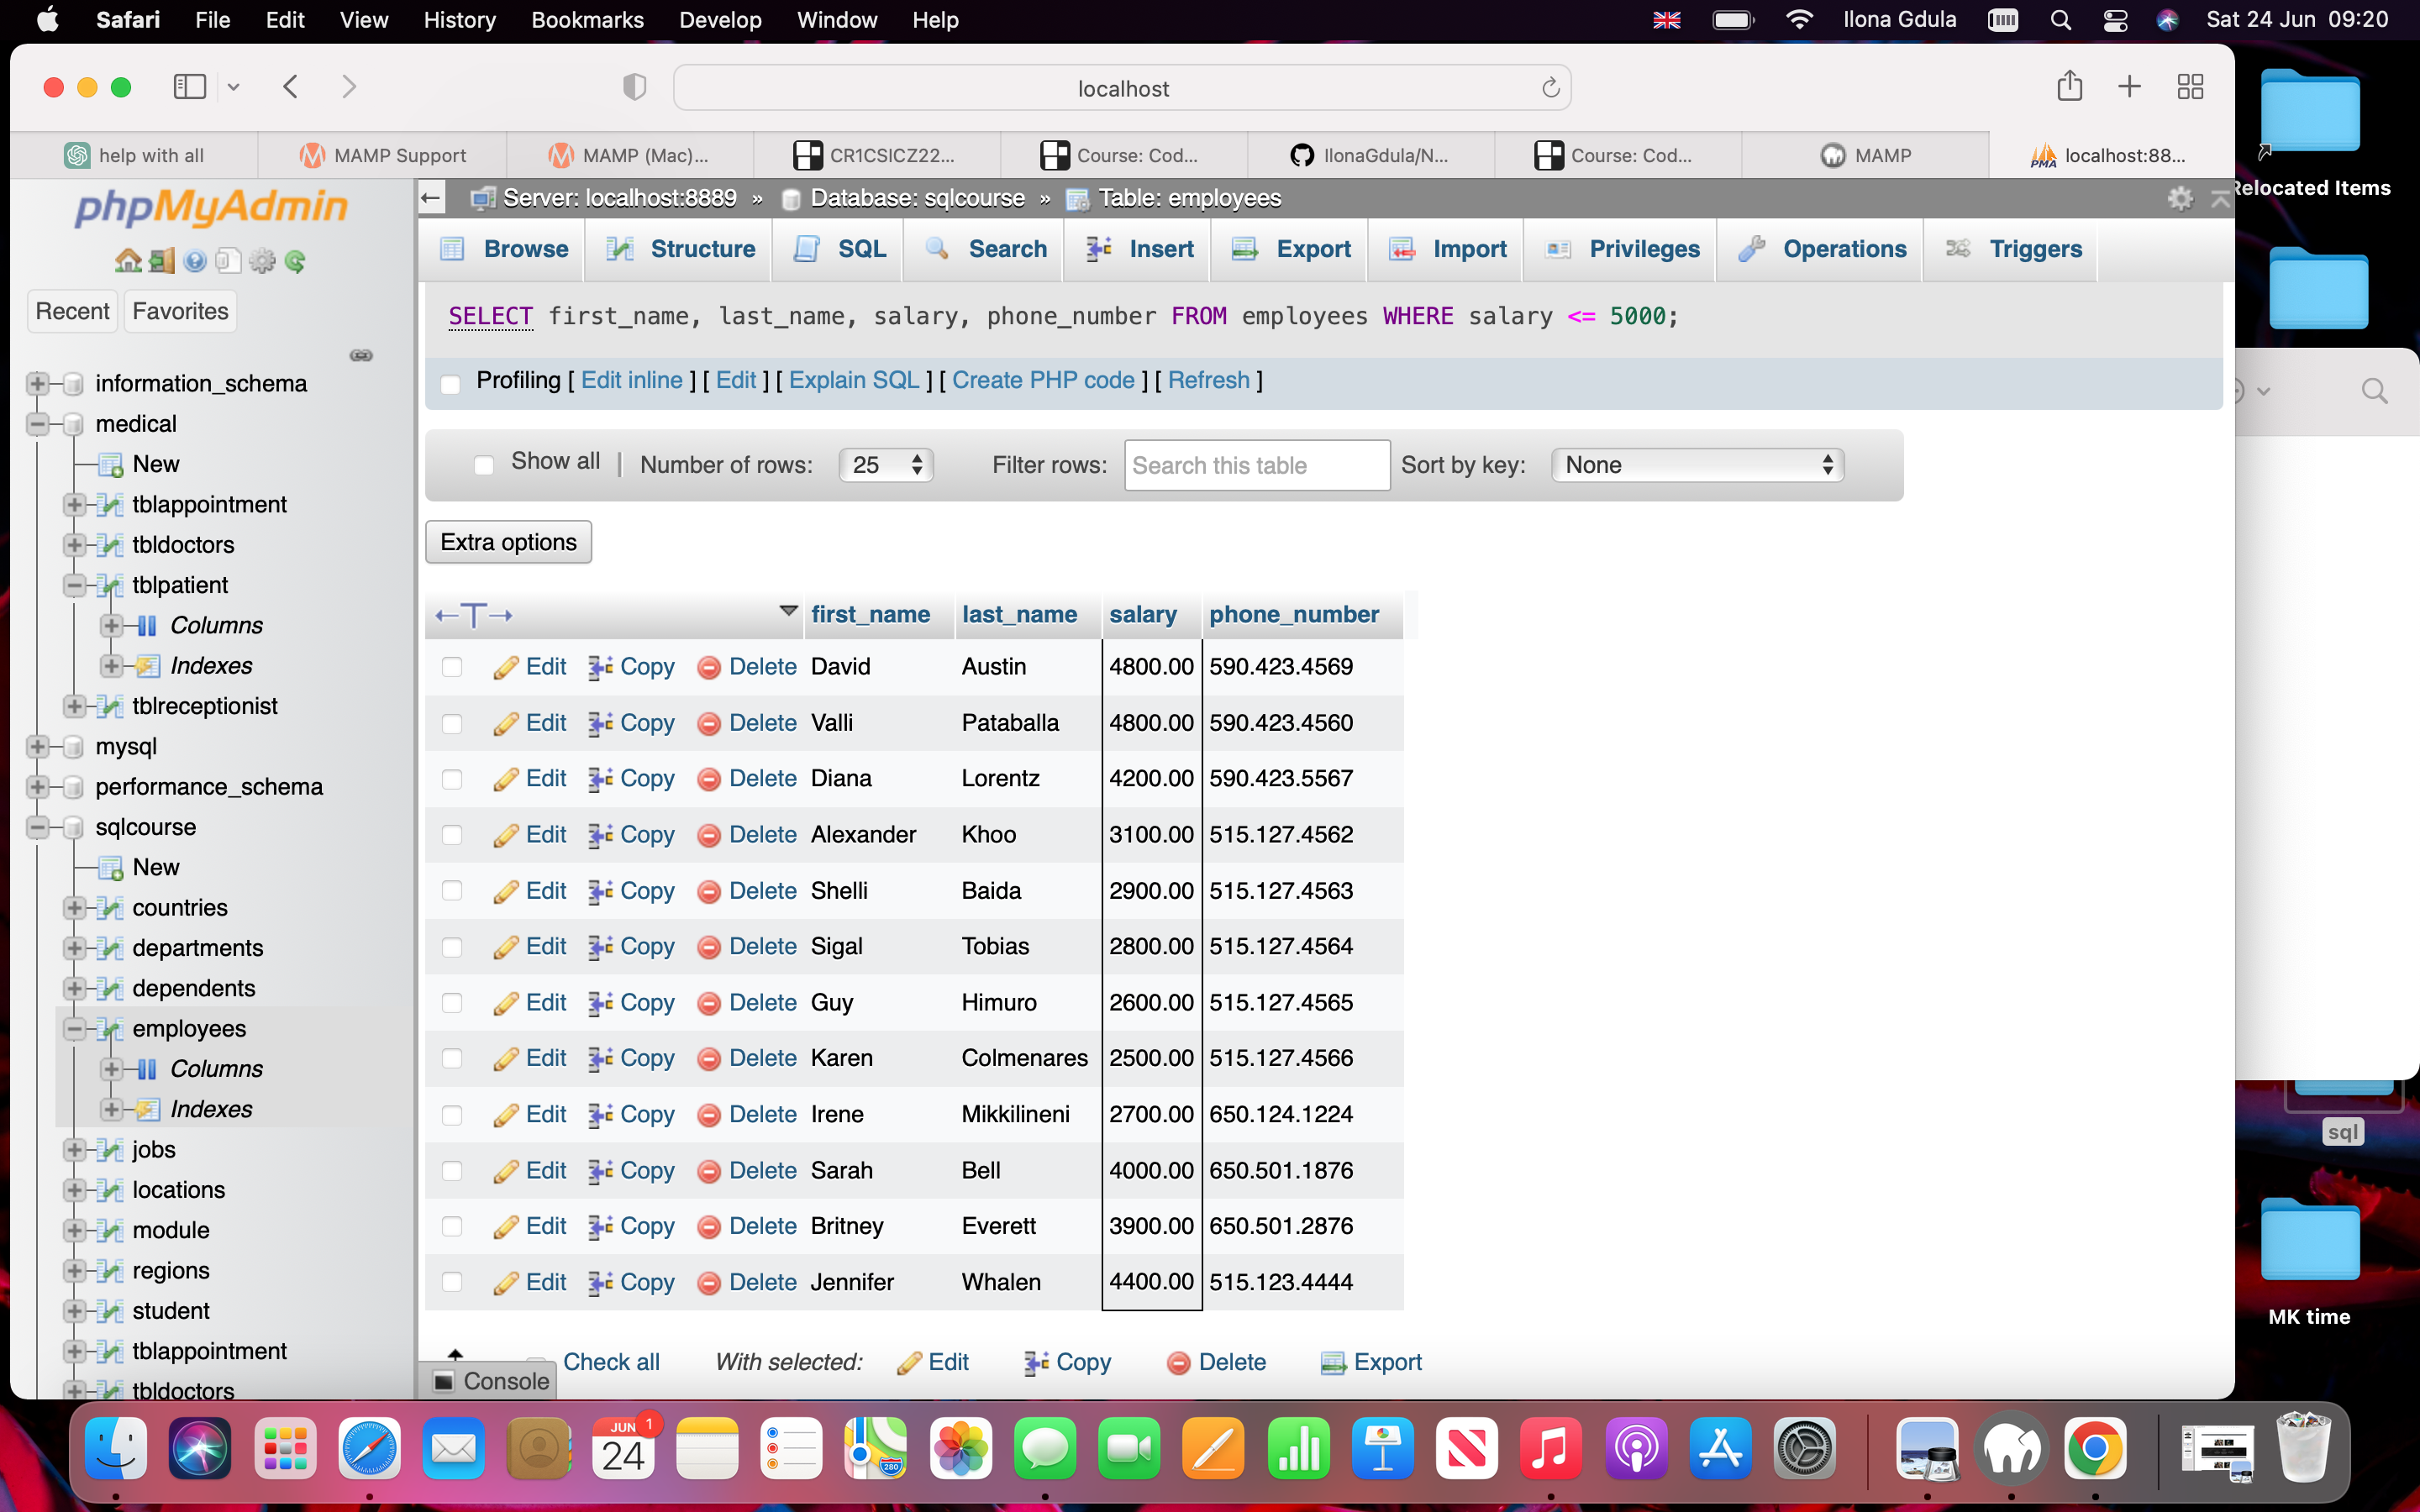 Safari File Edit View History Bookmarks Develop Window Help Ilona Gdula Sat 24 Jun 09:20
localhost
help with all MAMP Support MAMP (Mac)... CR1CSICZ22... Course: Cod... IlonaGdula/N... Course: Cod... MAMP PMA localhost:88...
phpMyAdmin
Recent Favorites
information_schema
medical
New
tblappointment
tbldoctors
tblpatient
Columns
Indexes
tblreceptionist
mysql
performance_schema
sqlcourse
New
countries
departments
dependents
employees
Columns
Indexes
jobs
locations
module
regions
student
tblappointment
tbldoctors
Server: localhost:8889 » Database: sqlcourse » Table: employees
Browse Structure SQL Search Insert Export Import Privileges Operations Triggers
SELECT first_name, last_name, salary, phone_number FROM employees WHERE salary <= 5000;
Profiling [ Edit inline ] [ Edit ] [ Explain SQL ] [ Create PHP code ] [ Refresh ]
Show all | Number of rows: 25 Filter rows: Search this table Sort by key: None
Extra options
←T→ first_name last_name salary phone_number
Edit Copy Delete David Austin 4800.00 590.423.4569
Edit Copy Delete Valli Pataballa 4800.00 590.423.4560
Edit Copy Delete Diana Lorentz 4200.00 590.423.5567
Edit Copy Delete Alexander Khoo 3100.00 515.127.4562
Edit Copy Delete Shelli Baida 2900.00 515.127.4563
Edit Copy Delete Sigal Tobias 2800.00 515.127.4564
Edit Copy Delete Guy Himuro 2600.00 515.127.4565
Edit Copy Delete Karen Colmenares 2500.00 515.127.4566
Edit Copy Delete Irene Mikkilineni 2700.00 650.124.1224
Edit Copy Delete Sarah Bell 4000.00 650.501.1876
Edit Copy Delete Britney Everett 3900.00 650.501.2876
Edit Copy Delete Jennifer Whalen 4400.00 515.123.4444
Check all With selected: Edit Copy Delete Export
Console
Relocated Items
sql
MK time
JUN 1
24
280